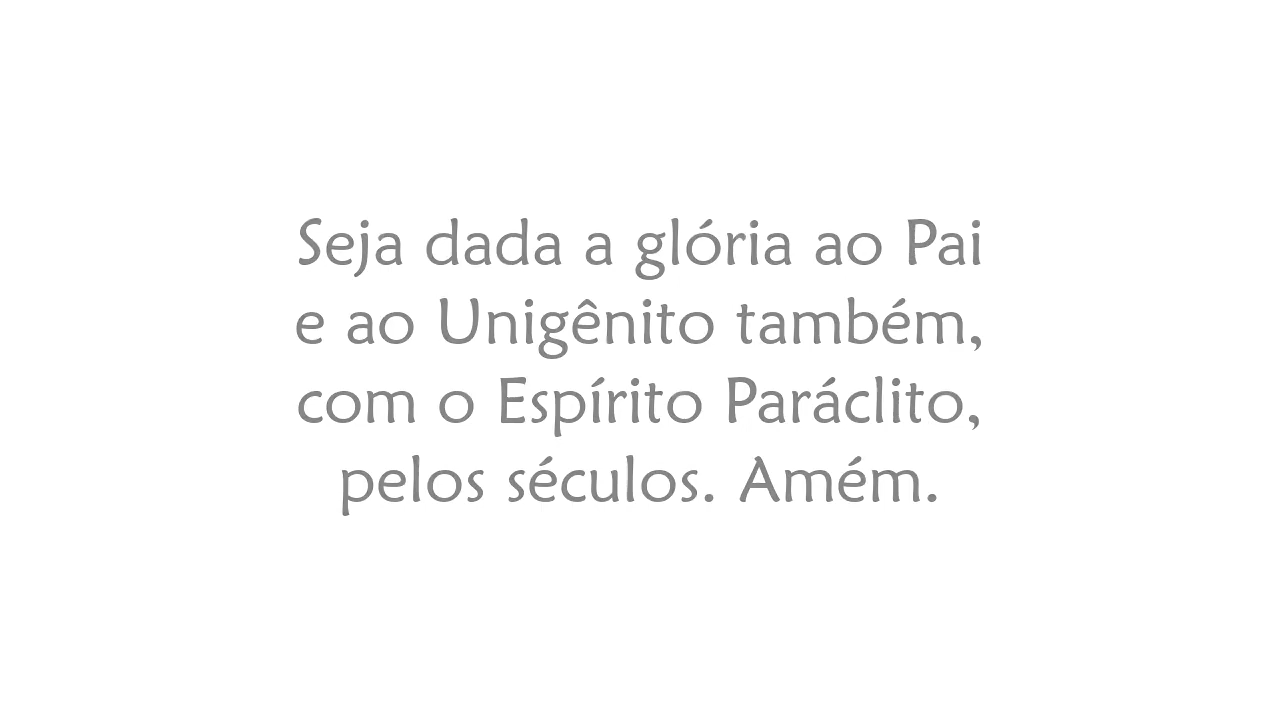 Seja dada a glória ao Pai
e ao Unigênito também,
com o Espírito Paráclito,
pelos séculos. Amém.